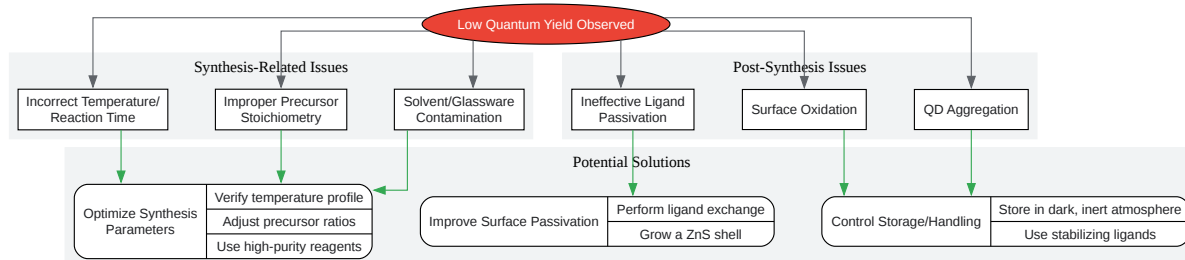 Low Quantum Yield Observed
Synthesis-Related Issues
Post-Synthesis Issues
Incorrect Temperature/
Reaction Time
Improper Precursor
Stoichiometry
Solvent/Glassware
Contamination
Ineffective Ligand
Passivation
Surface Oxidation
QD Aggregation
Potential Solutions
Optimize Synthesis
Parameters
Verify temperature profile
Adjust precursor ratios
Use high-purity reagents
Improve Surface Passivation
Perform ligand exchange
Grow a ZnS shell
Control Storage/Handling
Store in dark, inert atmosphere
Use stabilizing ligands